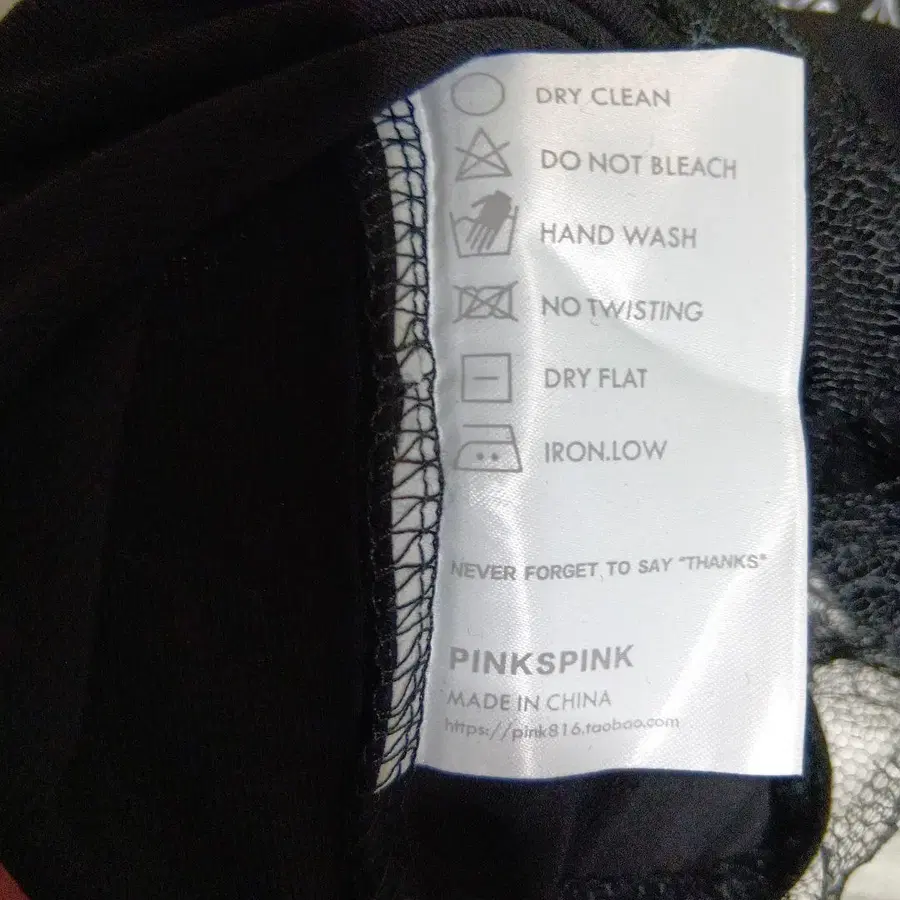 DRY CLEAN
DO NOT BLEACH
HAND WASH
NO TWISTING
DRY FLAT
IRON.LOW
NEVER FORGET TO SAY "THANKS"
PINKSPINK
MADE IN CHINA
https://pink816.taobao.com